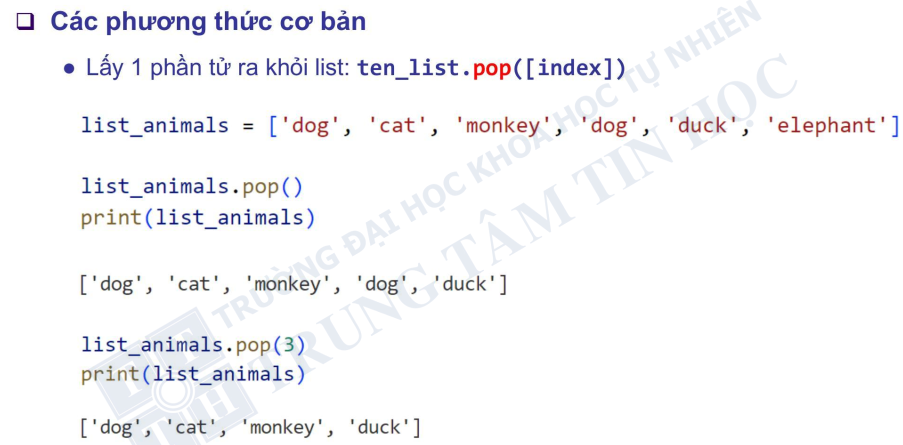 Các phương thức cơ bản
Lấy 1 phần tử ra khỏi list: ten_list.pop([index])
list_animals = ['dog', 'cat', 'monkey', 'dog', 'duck', 'elephant']
list_animals.pop()
print(list_animals)
['dog', 'cat', 'monkey', 'dog', 'duck']
list_animals.pop(3)
print(list_animals)
['dog', 'cat', 'monkey', 'duck']
TRƯỜNG ĐẠI HỌC KHOA HỌC TỰ NHIÊN
TRUNG TÂM TIN HỌC